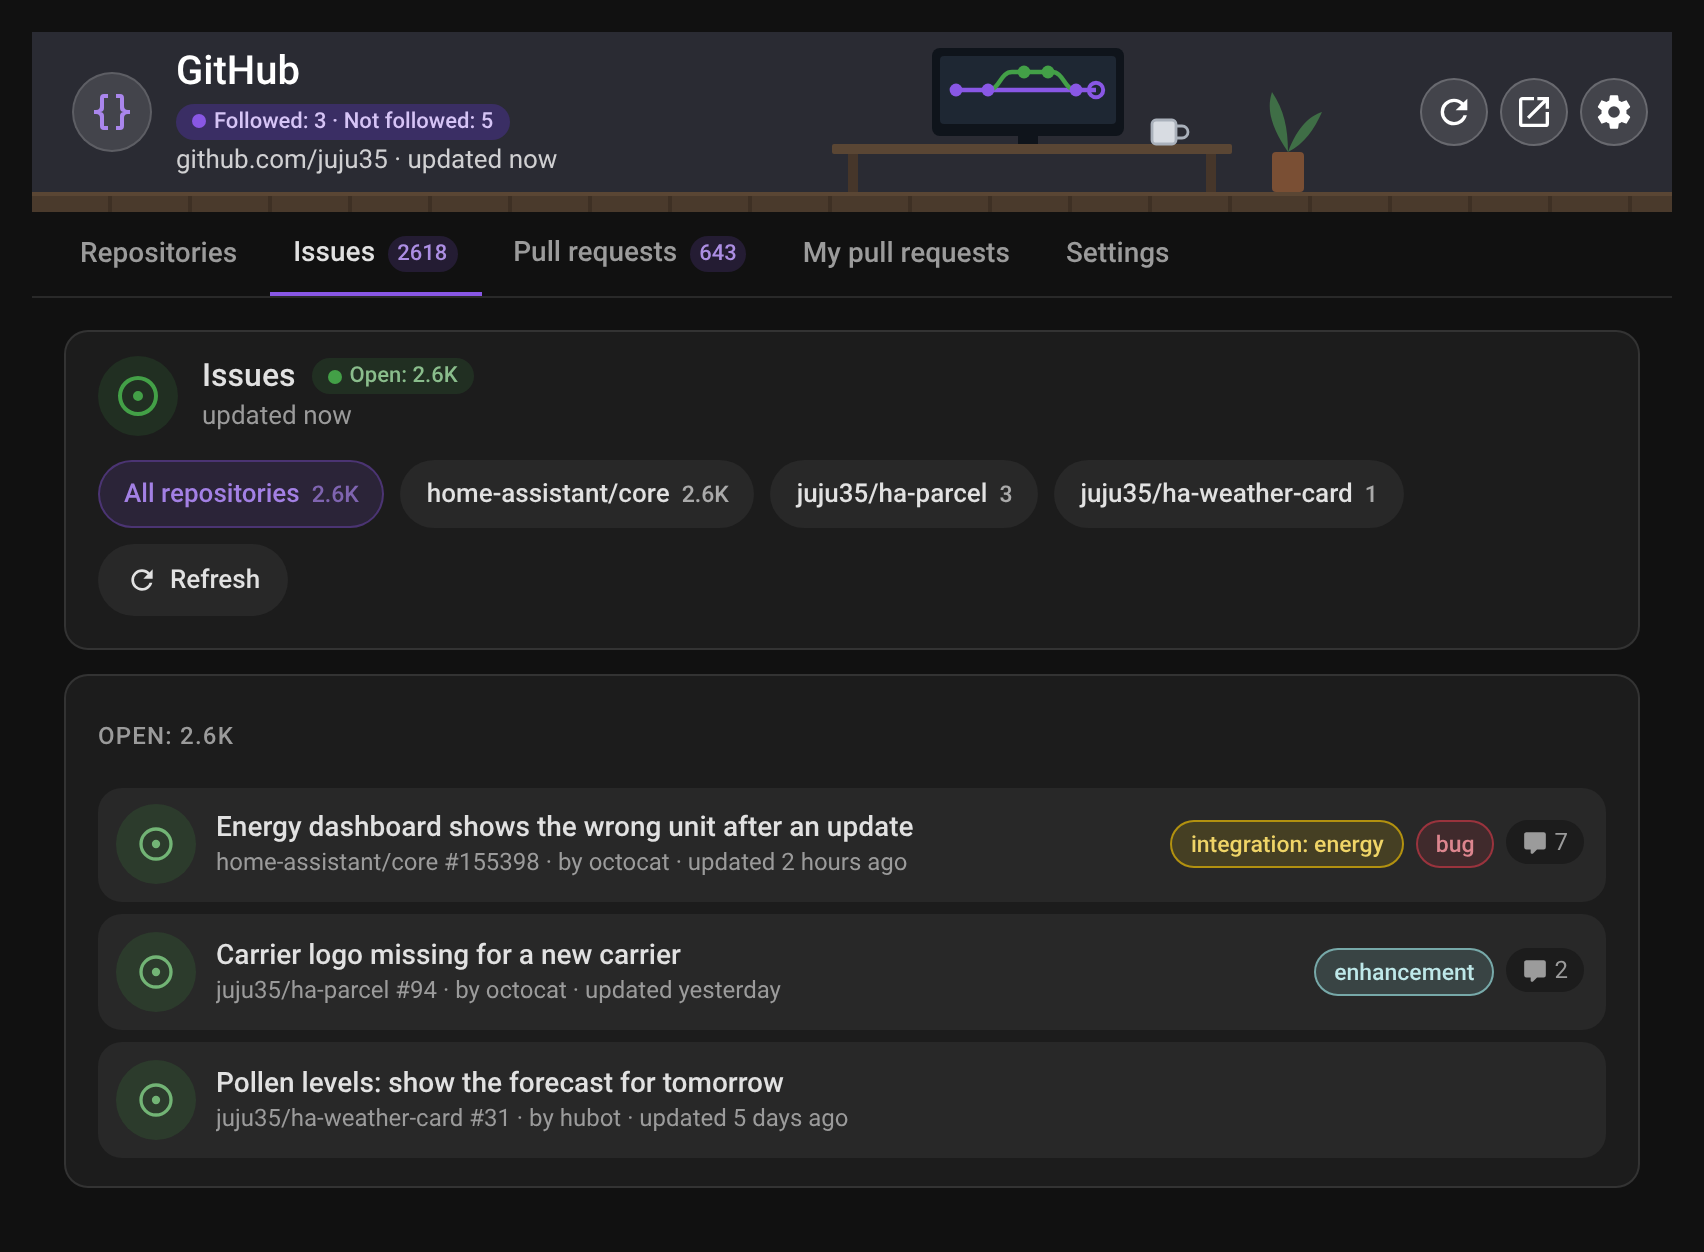 {}
GitHub
Followed: 3 · Not followed: 5
github.com/juju35 · updated now
Repositories Issues 2618 Pull requests 643 My pull requests Settings
Issues Open: 2.6K
updated now
All repositories 2.6K home-assistant/core 2.6K juju35/ha-parcel 3 juju35/ha-weather-card 1
Refresh
OPEN: 2.6K
Energy dashboard shows the wrong unit after an update
home-assistant/core #155398 · by octocat · updated 2 hours ago
integration: energy bug 7
Carrier logo missing for a new carrier
juju35/ha-parcel #94 · by octocat · updated yesterday
enhancement 2
Pollen levels: show the forecast for tomorrow
juju35/ha-weather-card #31 · by hubot · updated 5 days ago